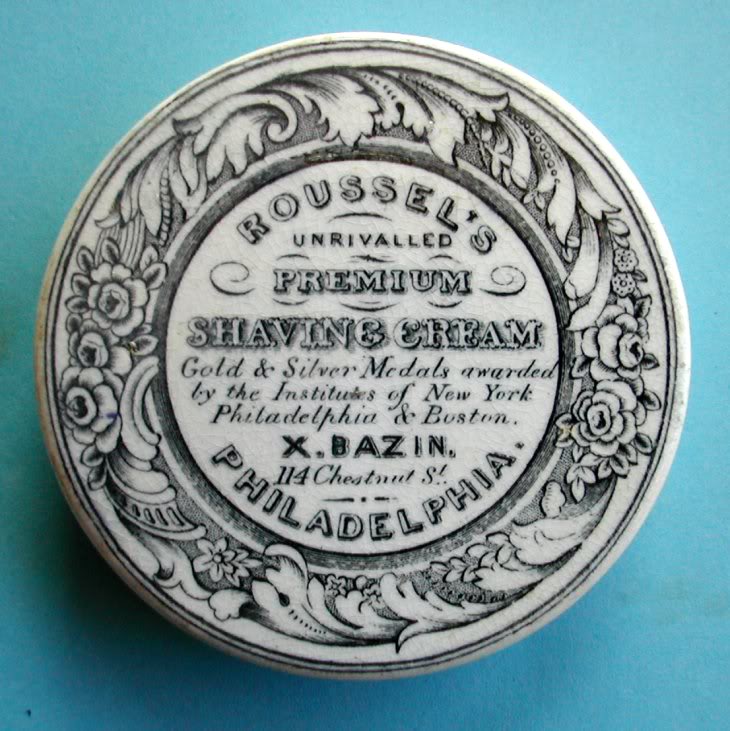 ROUSSEL'S
UNRIVALLED
PREMIUM
SHAVING CREAM
Gold & Silver Medals awarded
by the Institutes of New York
Philadelphia & Boston.
X. BAZIN.
114 Chestnut St.
PHILADELPHIA.